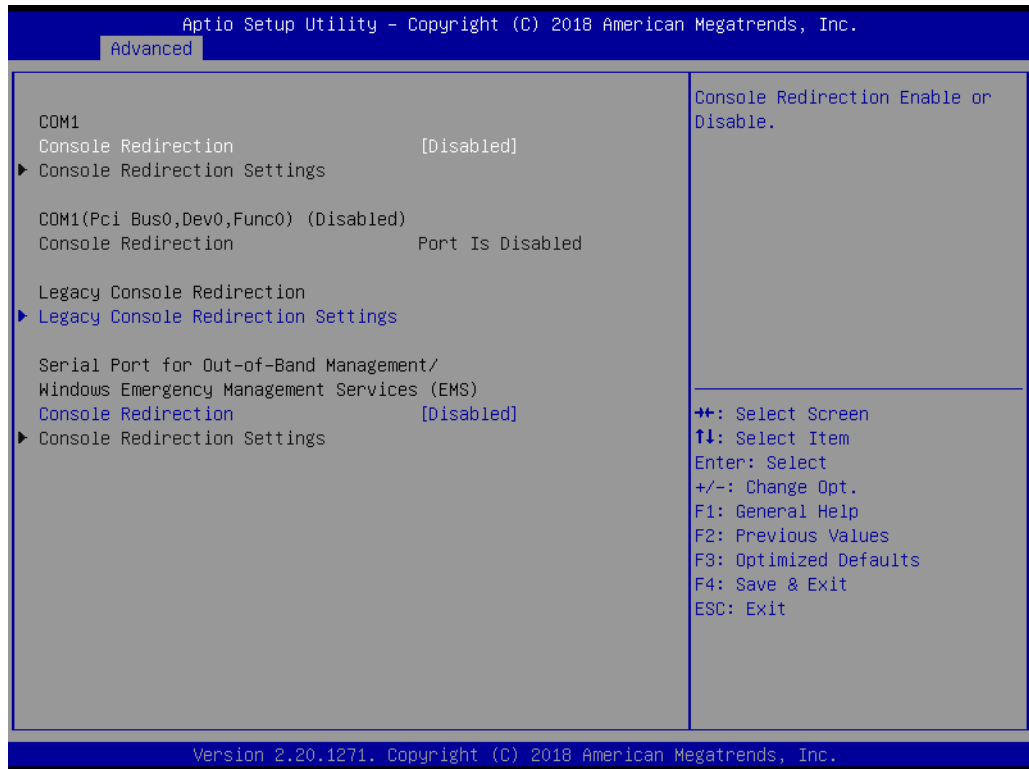 Aptio Setup Utility – Copyright (C) 2018 American Megatrends, Inc.
Advanced
COM1
Console Redirection [Disabled]
▶ Console Redirection Settings
COM1(Pci Bus0,Dev0,Func0) (Disabled)
Console Redirection Port Is Disabled
Legacy Console Redirection
▶ Legacy Console Redirection Settings
Serial Port for Out-of-Band Management/
Windows Emergency Management Services (EMS)
Console Redirection [Disabled]
▶ Console Redirection Settings
Console Redirection Enable or
Disable.
→←: Select Screen
↑↓: Select Item
Enter: Select
+/-: Change Opt.
F1: General Help
F2: Previous Values
F3: Optimized Defaults
F4: Save & Exit
ESC: Exit
Version 2.20.1271. Copyright (C) 2018 American Megatrends, Inc.